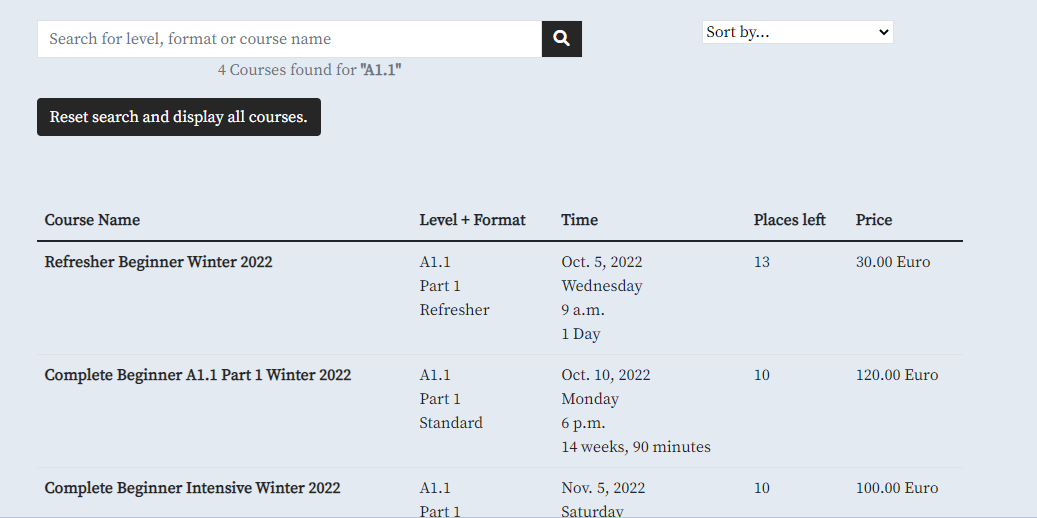 Search for level, format or course name
Sort by...
4 Courses found for "A1.1"
Reset search and display all courses.
Course Name Level + Format Time Places left Price
Refresher Beginner Winter 2022 A1.1 Oct. 5, 2022 13 30.00 Euro
Part 1 Wednesday
Refresher 9 a.m.
1 Day
Complete Beginner A1.1 Part 1 Winter 2022 A1.1 Oct. 10, 2022 10 120.00 Euro
Part 1 Monday
Standard 6 p.m.
14 weeks, 90 minutes
Complete Beginner Intensive Winter 2022 A1.1 Nov. 5, 2022 10 100.00 Euro
Part 1 Saturday